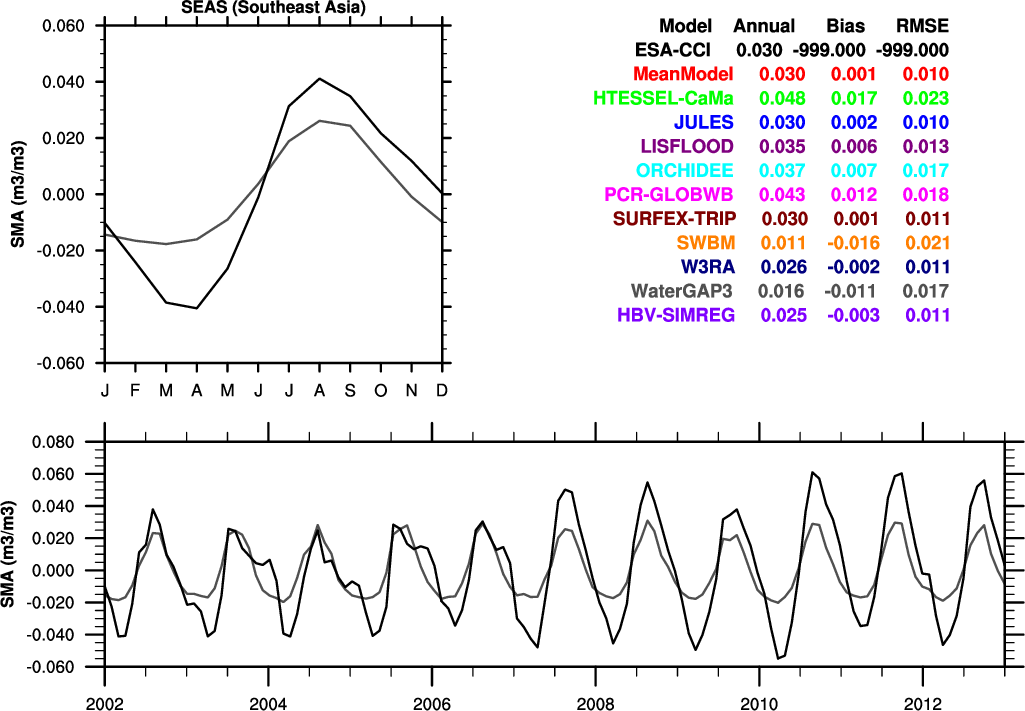 SEAS (Southeast Asia)
0.060
0.040
0.020
0.000
-0.020
-0.040
-0.060
SMA (m3/m3)
J F M A M J J A S O N D
Model Annual Bias RMSE
ESA-CCI 0.030 -999.000 -999.000
MeanModel 0.030 0.001 0.010
HTESSEL-CaMa 0.048 0.017 0.023
JULES 0.030 0.002 0.010
LISFLOOD 0.035 0.006 0.013
ORCHIDEE 0.037 0.007 0.017
PCR-GLOBWB 0.043 0.012 0.018
SURFEX-TRIP 0.030 0.001 0.011
SWBM 0.011 -0.016 0.021
W3RA 0.026 -0.002 0.011
WaterGAP3 0.016 -0.011 0.017
HBV-SIMREG 0.025 -0.003 0.011
0.080
0.060
0.040
0.020
0.000
-0.020
-0.040
-0.060
SMA (m3/m3)
2002 2004 2006 2008 2010 2012